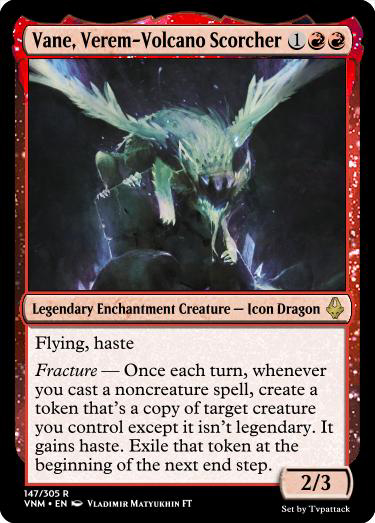 Vane, Verem-Volcano Scorcher 1
Legendary Enchantment Creature — Icon Dragon
Flying, haste
Fracture — Once each turn, whenever
you cast a noncreature spell, create a
token that's a copy of target creature
you control except it isn't legendary. It
gains haste. Exile that token at the
beginning of the next end step.
2/3
147/305 R
VNM • EN Vladimir Matyukhin FT
Set by Tvpattack